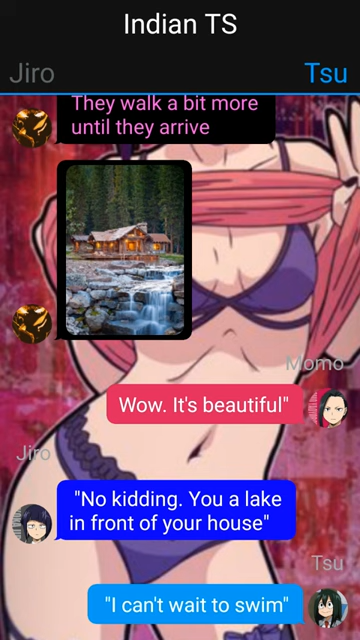 Indian TS
Jiro
Tsu
They walk a bit more
until they arrive
Momo
Wow. It's beautiful"
Jiro
"No kidding. You a lake
in front of your house"
Tsu
"I can't wait to swim"